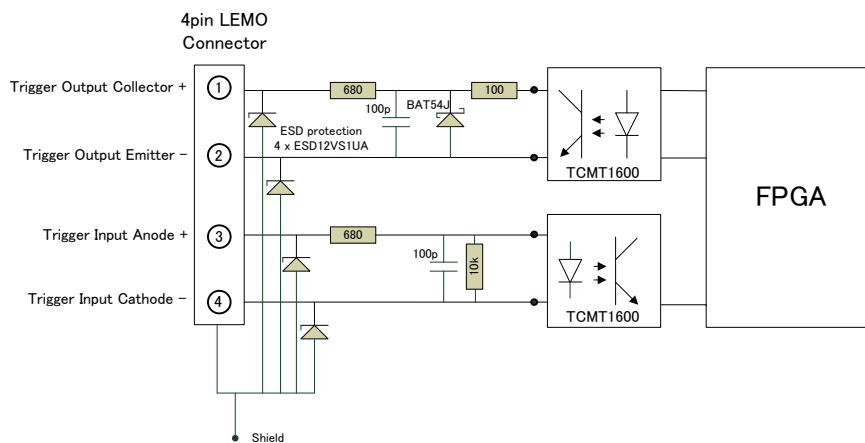 4pin LEMO
Connector
Trigger Output Collector +
1
680
100
100p
BAT54J
ESD protection
4 x ESD12VS1UA
Trigger Output Emitter -
2
TCMT1600
FPGA
Trigger Input Anode +
3
680
100p
10k
Trigger Input Cathode -
4
TCMT1600
Shield